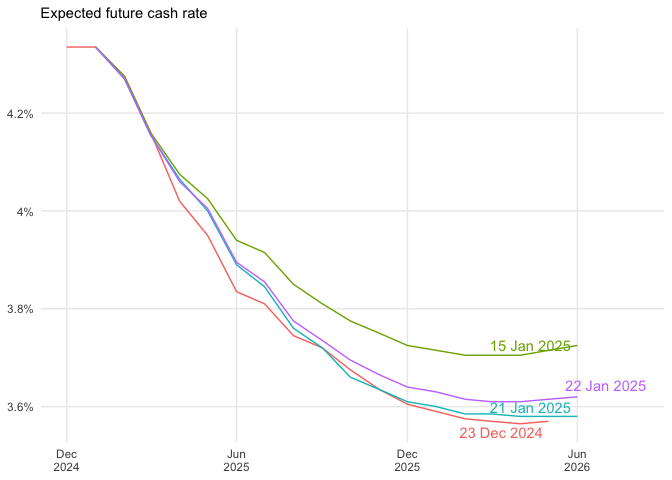 Expected future cash rate
4.2%
4%
3.8%
3.6%
15 Jan 2025
22 Jan 2025
21 Jan 2025
23 Dec 2024
Dec
2024
Jun
2025
Dec
2025
Jun
2026